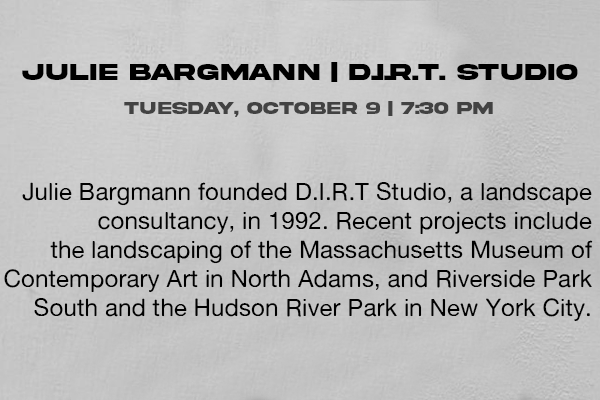 JULIE BARGMANN | D.I.R.T. STUDIO
TUESDAY, OCTOBER 9 | 7:30 PM
Julie Bargmann founded D.I.R.T Studio, a landscape
consultancy, in 1992. Recent projects include
the landscaping of the Massachusetts Museum of
Contemporary Art in North Adams, and Riverside Park
South and the Hudson River Park in New York City.